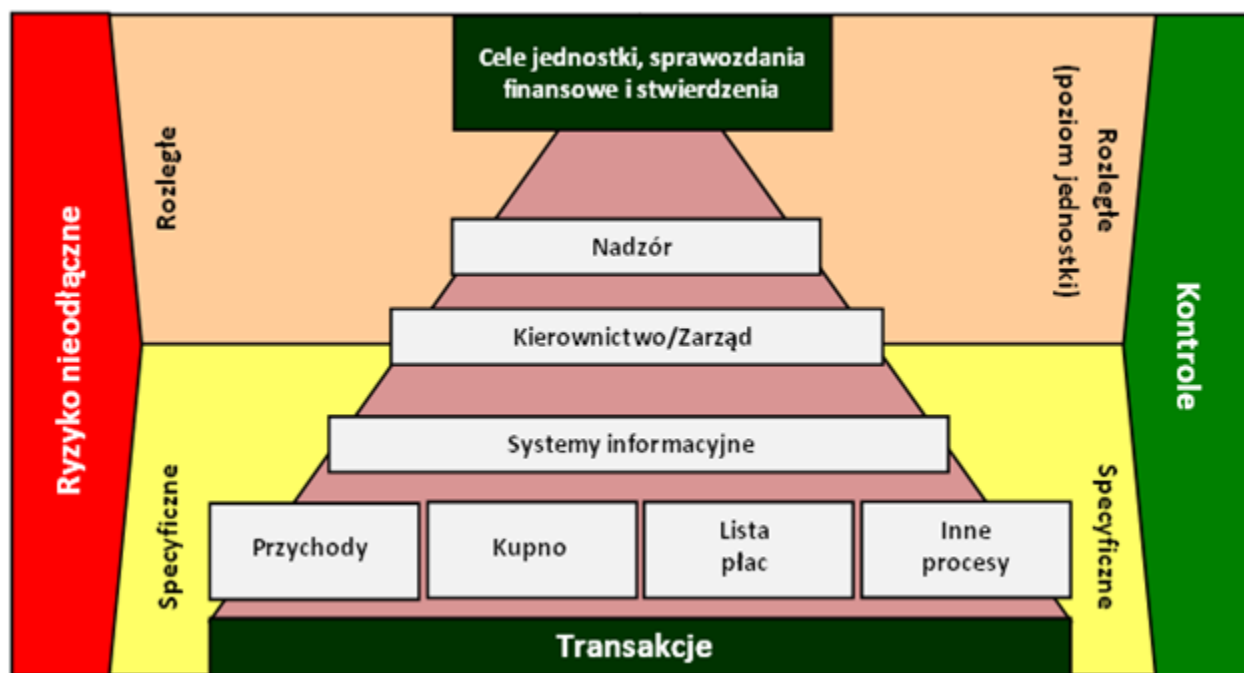 Cele jednostki, sprawozdania
finansowe i stwierdzenia
Ryzyko nieodłączne
Rozległe
Rozległe
(poziom jednostki)
Kontrole
Nadzór
Kierownictwo/Zarząd
Systemy informacyjne
Specyficzne
Specyficzne
Przychody
Kupno
Lista
płac
Inne
procesy
Transakcje